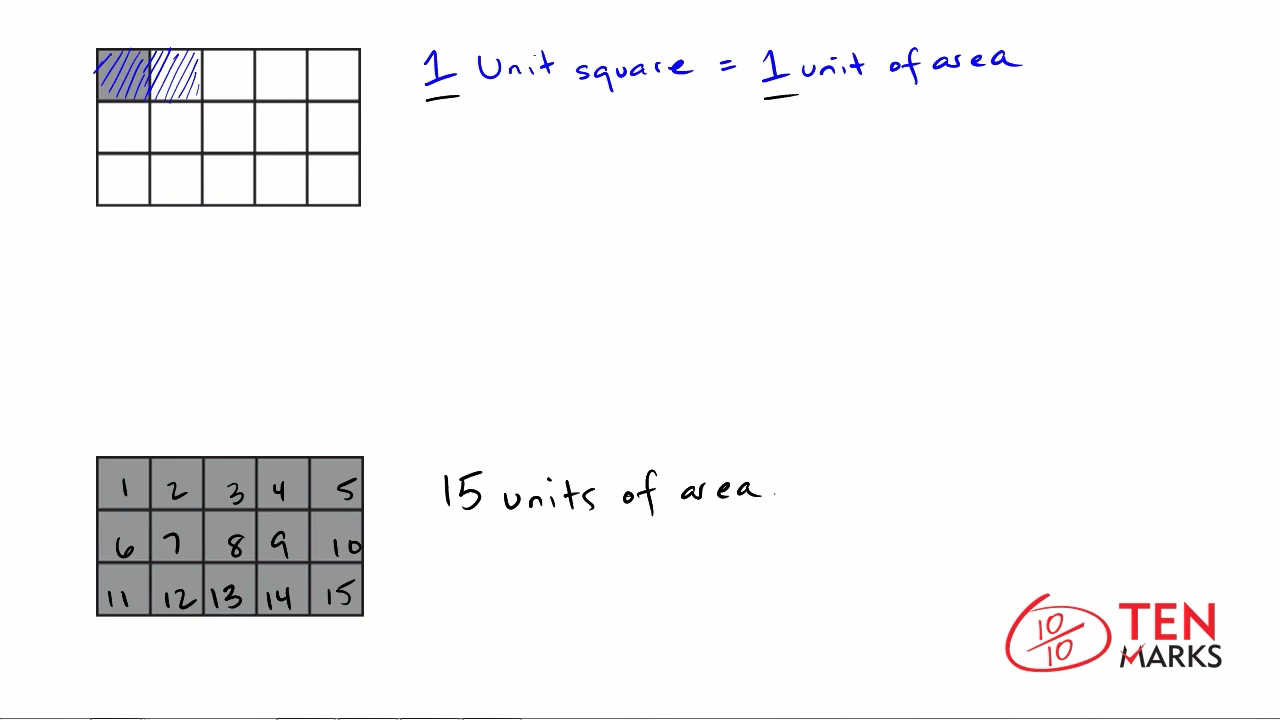 1 Unit square = 1 unit of area
1 2 3 4 5
15 units of area
6 7 8 9 10
11 12 13 14 15
10/10
TEN
MARKS